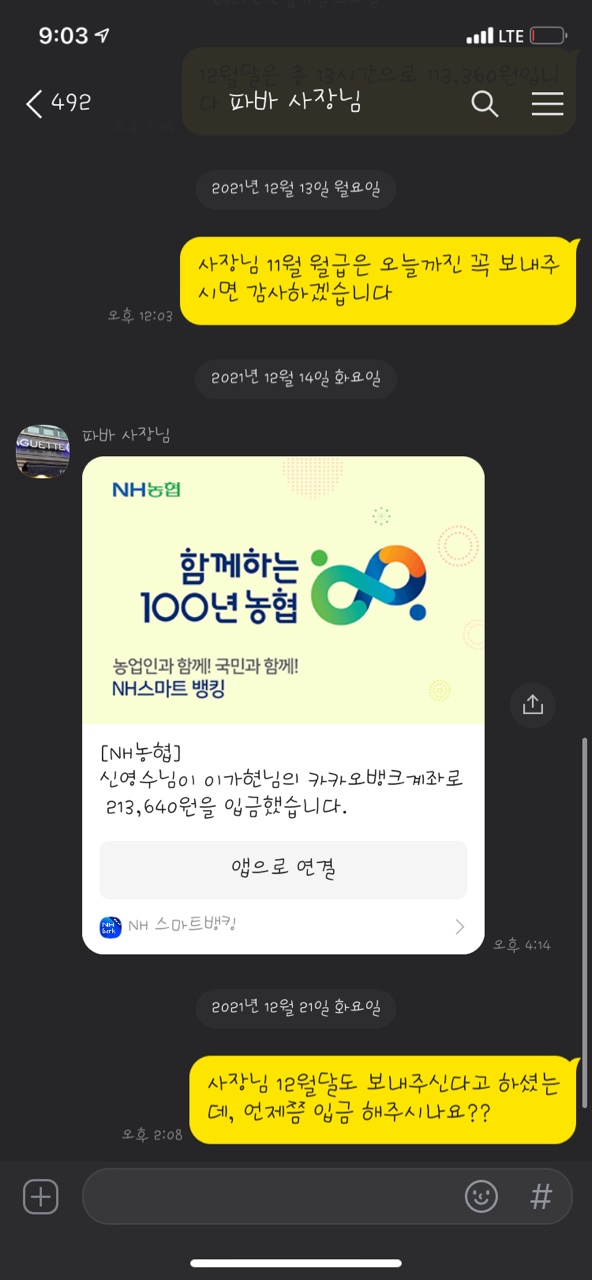 9:03
LTE
12월달은 총 13시간으로 113,360원입니
다
492
파바 사장님
2021년 12월 13일 월요일
사장님 11월 월급은 오늘까진 꼭 보내주
시면 감사하겠습니다
오후 12:03
2021년 12월 14일 화요일
파바 사장님
AGUETTE
NH농협
함께하는
100년 농협
농업인과 함께! 국민과 함께!
NH스마트 뱅킹
[NH농협]
신영수님이 이가현님의 카카오뱅크계좌로
213,640원을 입금했습니다.
앱으로 연결
NH 스마트뱅킹
오후 4:14
2021년 12월 21일 화요일
사장님 12월달도 보내주신다고 하셨는
데, 언제쯤 입금 해주시나요??
오후 2:08
#